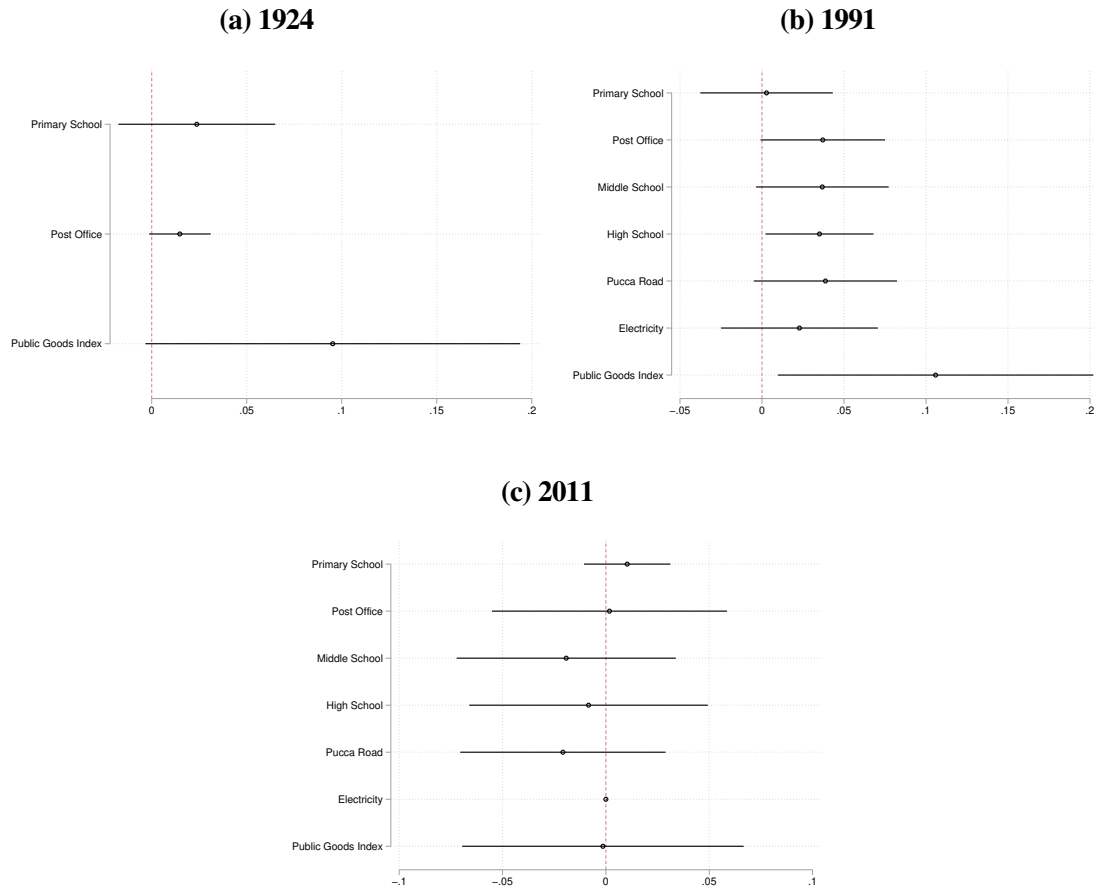 (a) 1924
Primary School
Post Office
Public Goods Index
0 .05 .1 .15 .2
(b) 1991
Primary School
Post Office
Middle School
High School
Pucca Road
Electricity
Public Goods Index
−.05 0 .05 .1 .15 .2
(c) 2011
Primary School
Post Office
Middle School
High School
Pucca Road
Electricity
Public Goods Index
−.1 −.05 0 .05 .1